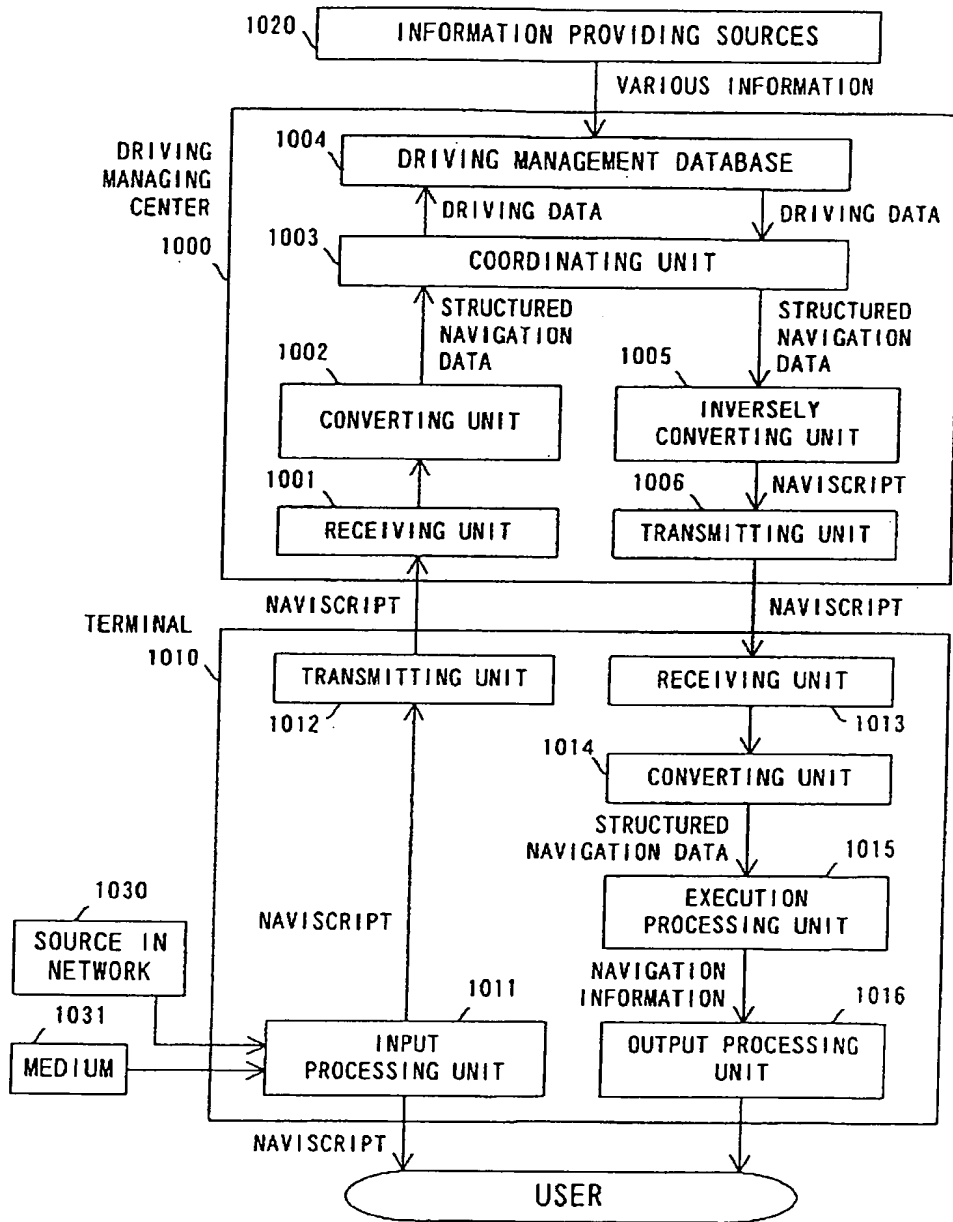 1020
INFORMATION PROVIDING SOURCES
VARIOUS INFORMATION
DRIVING
MANAGING
CENTER
1000
1004
DRIVING MANAGEMENT DATABASE
DRIVING DATA
DRIVING DATA
1003
COORDINATING UNIT
STRUCTURED
NAVIGATION
DATA
STRUCTURED
NAVIGATION
DATA
1002
CONVERTING UNIT
1005
INVERSELY
CONVERTING UNIT
1001
RECEIVING UNIT
NAVISCRIPT
1006
TRANSMITTING UNIT
NAVISCRIPT
NAVISCRIPT
TERMINAL
1010
TRANSMITTING UNIT
1012
RECEIVING UNIT
1013
1014
CONVERTING UNIT
STRUCTURED
NAVIGATION DATA
1015
EXECUTION
PROCESSING UNIT
NAVISCRIPT
1030
SOURCE IN
NETWORK
NAVIGATION
INFORMATION
1031
MEDIUM
1011
INPUT
PROCESSING UNIT
1016
OUTPUT PROCESSING
UNIT
NAVISCRIPT
USER